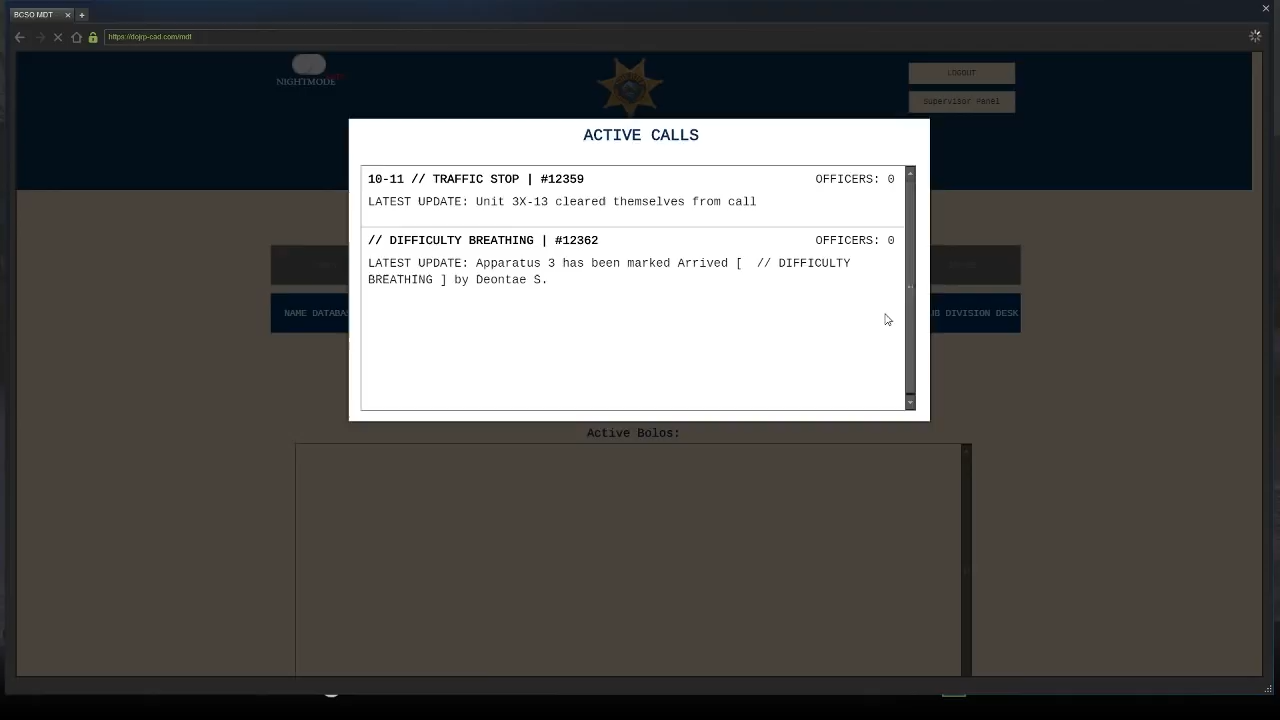 BCSO MDT
https://dojrp-cad.com/mdt
NIGHTMODE
LOGOUT
Supervisor Panel
ACTIVE CALLS
10-11 // TRAFFIC STOP | #12359
OFFICERS: 0
LATEST UPDATE: Unit 3X-13 cleared themselves from call
// DIFFICULTY BREATHING | #12362
OFFICERS: 0
LATEST UPDATE: Apparatus 3 has been marked Arrived [  // DIFFICULTY
BREATHING ] by Deontae S.
NAME DATABAS
DIVISION DESK
Active Bolos: